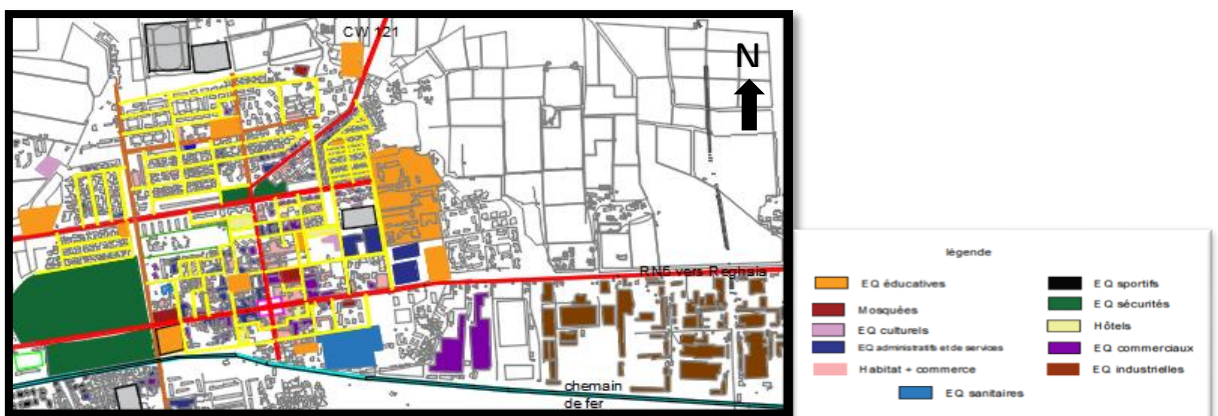 CW 121
N
RN5 vers Reghaia
chemain
de fer
lègende
EQ éducatives
Mosquées
EQ culturels
EQ administratifs et de services
Habitat + commerce
EQ sanitaires
EQ sportifs
EQ sécurités
Hôtels
EQ commerciaux
EQ industrielles